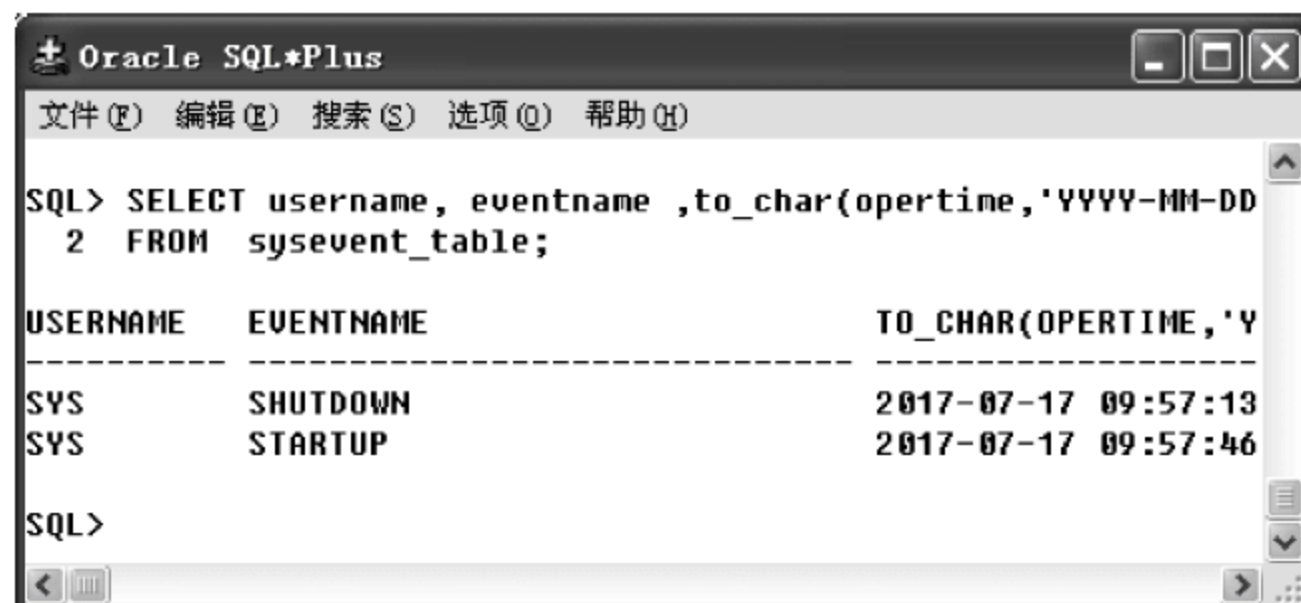 Oracle SQL*Plus
文件(F) 编辑(E) 搜索(S) 选项(O) 帮助(H)
SQL> SELECT username, eventname ,to_char(opertime,'YYYY-MM-DD
2 FROM sysevent_table;
USERNAME EVENTNAME TO_CHAR(OPERTIME,'Y
---------- ------------------------------ -------------------
SYS SHUTDOWN 2017-07-17 09:57:13
SYS STARTUP 2017-07-17 09:57:46
SQL>